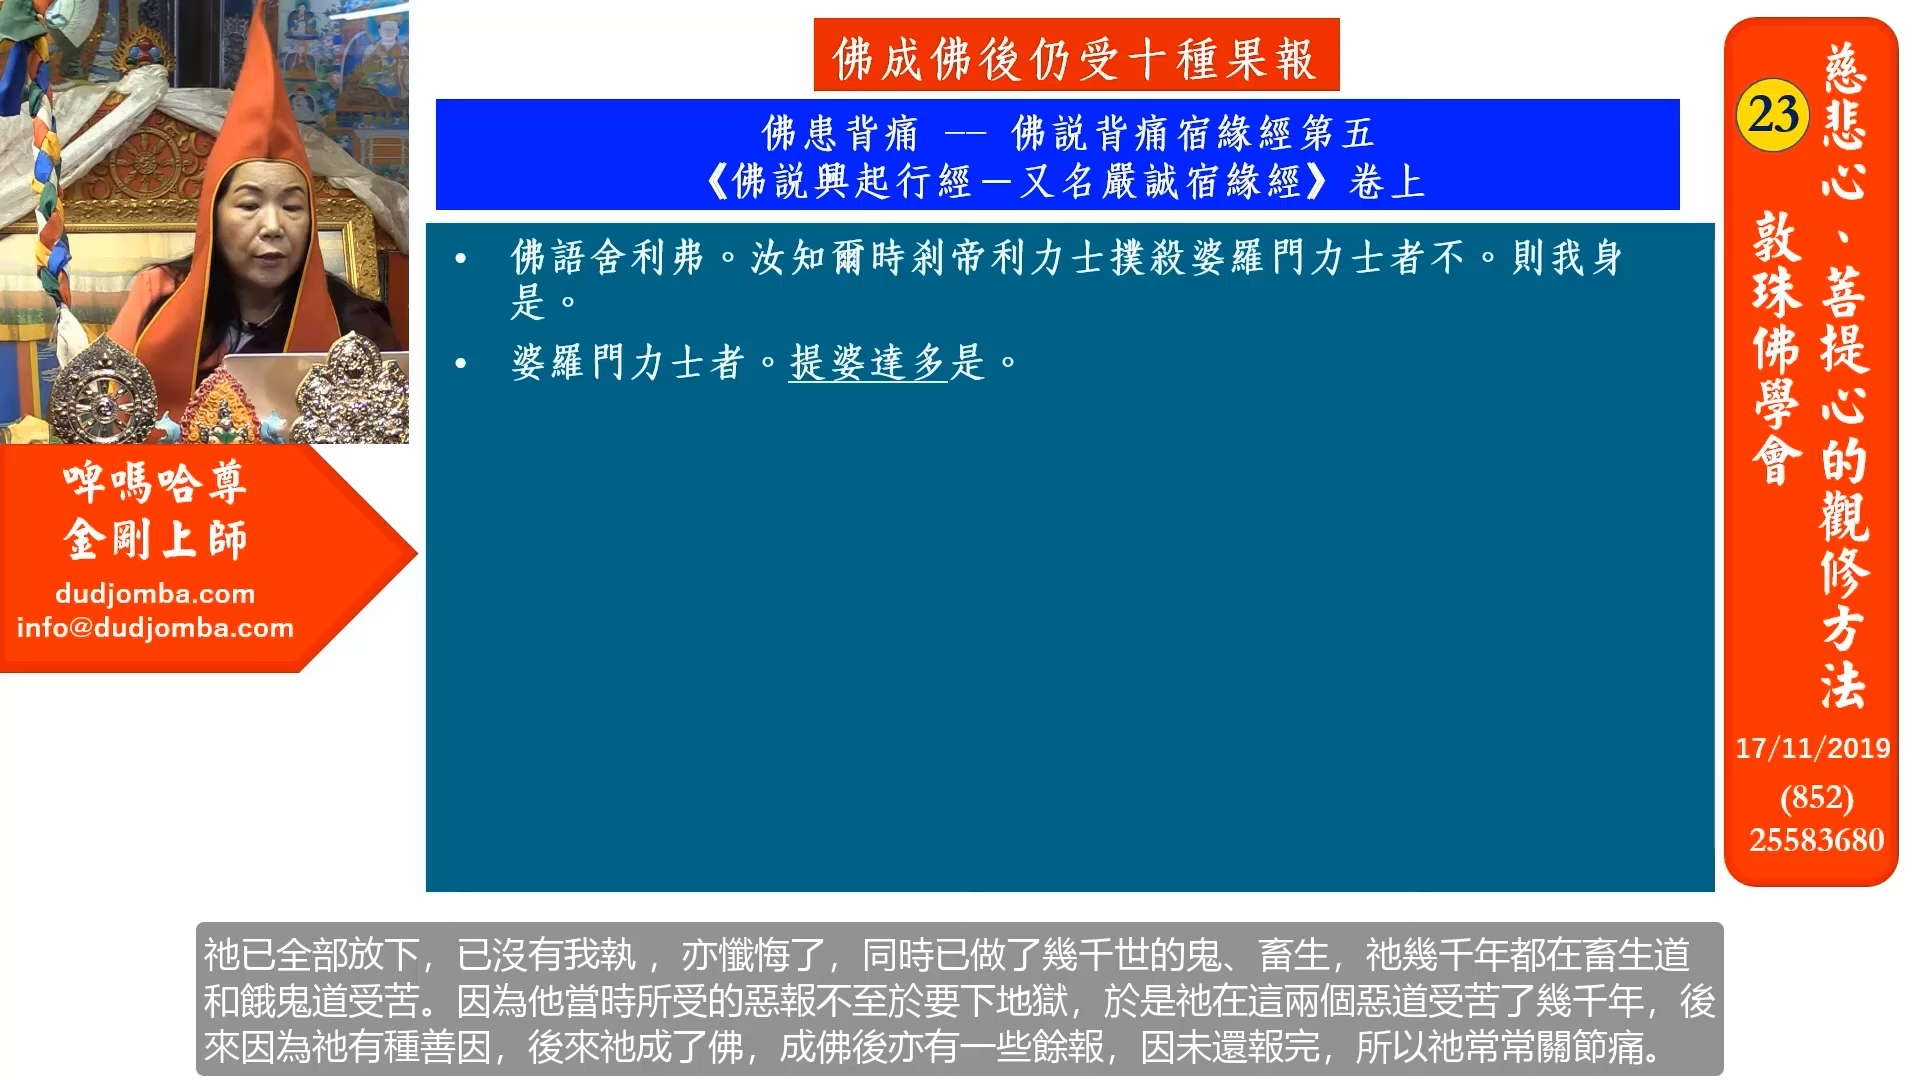 佛成佛後仍受十種果報
佛患背痛 ── 佛説背痛宿緣經第五
《佛説興起行經－又名嚴誡宿緣經》卷上
• 佛語舍利弗。汝知爾時剎帝利力士撲殺婆羅門力士者不。則我身
是。
• 婆羅門力士者。提婆達多是。
啤嗎哈尊
金剛上師
dudjomba.com
info@dudjomba.com
慈悲心、菩提心的觀修方法
23
敦珠佛學會
17/11/2019
(852)
25583680
祂已全部放下，已沒有我執 ，亦懺悔了，同時已做了幾千世的鬼、畜生，祂幾千年都在畜生道
和餓鬼道受苦。因為他當時所受的惡報不至於要下地獄，於是祂在這兩個惡道受苦了幾千年，後
來因為祂有種善因，後來祂成了佛，成佛後亦有一些餘報，因未還報完，所以祂常常關節痛。